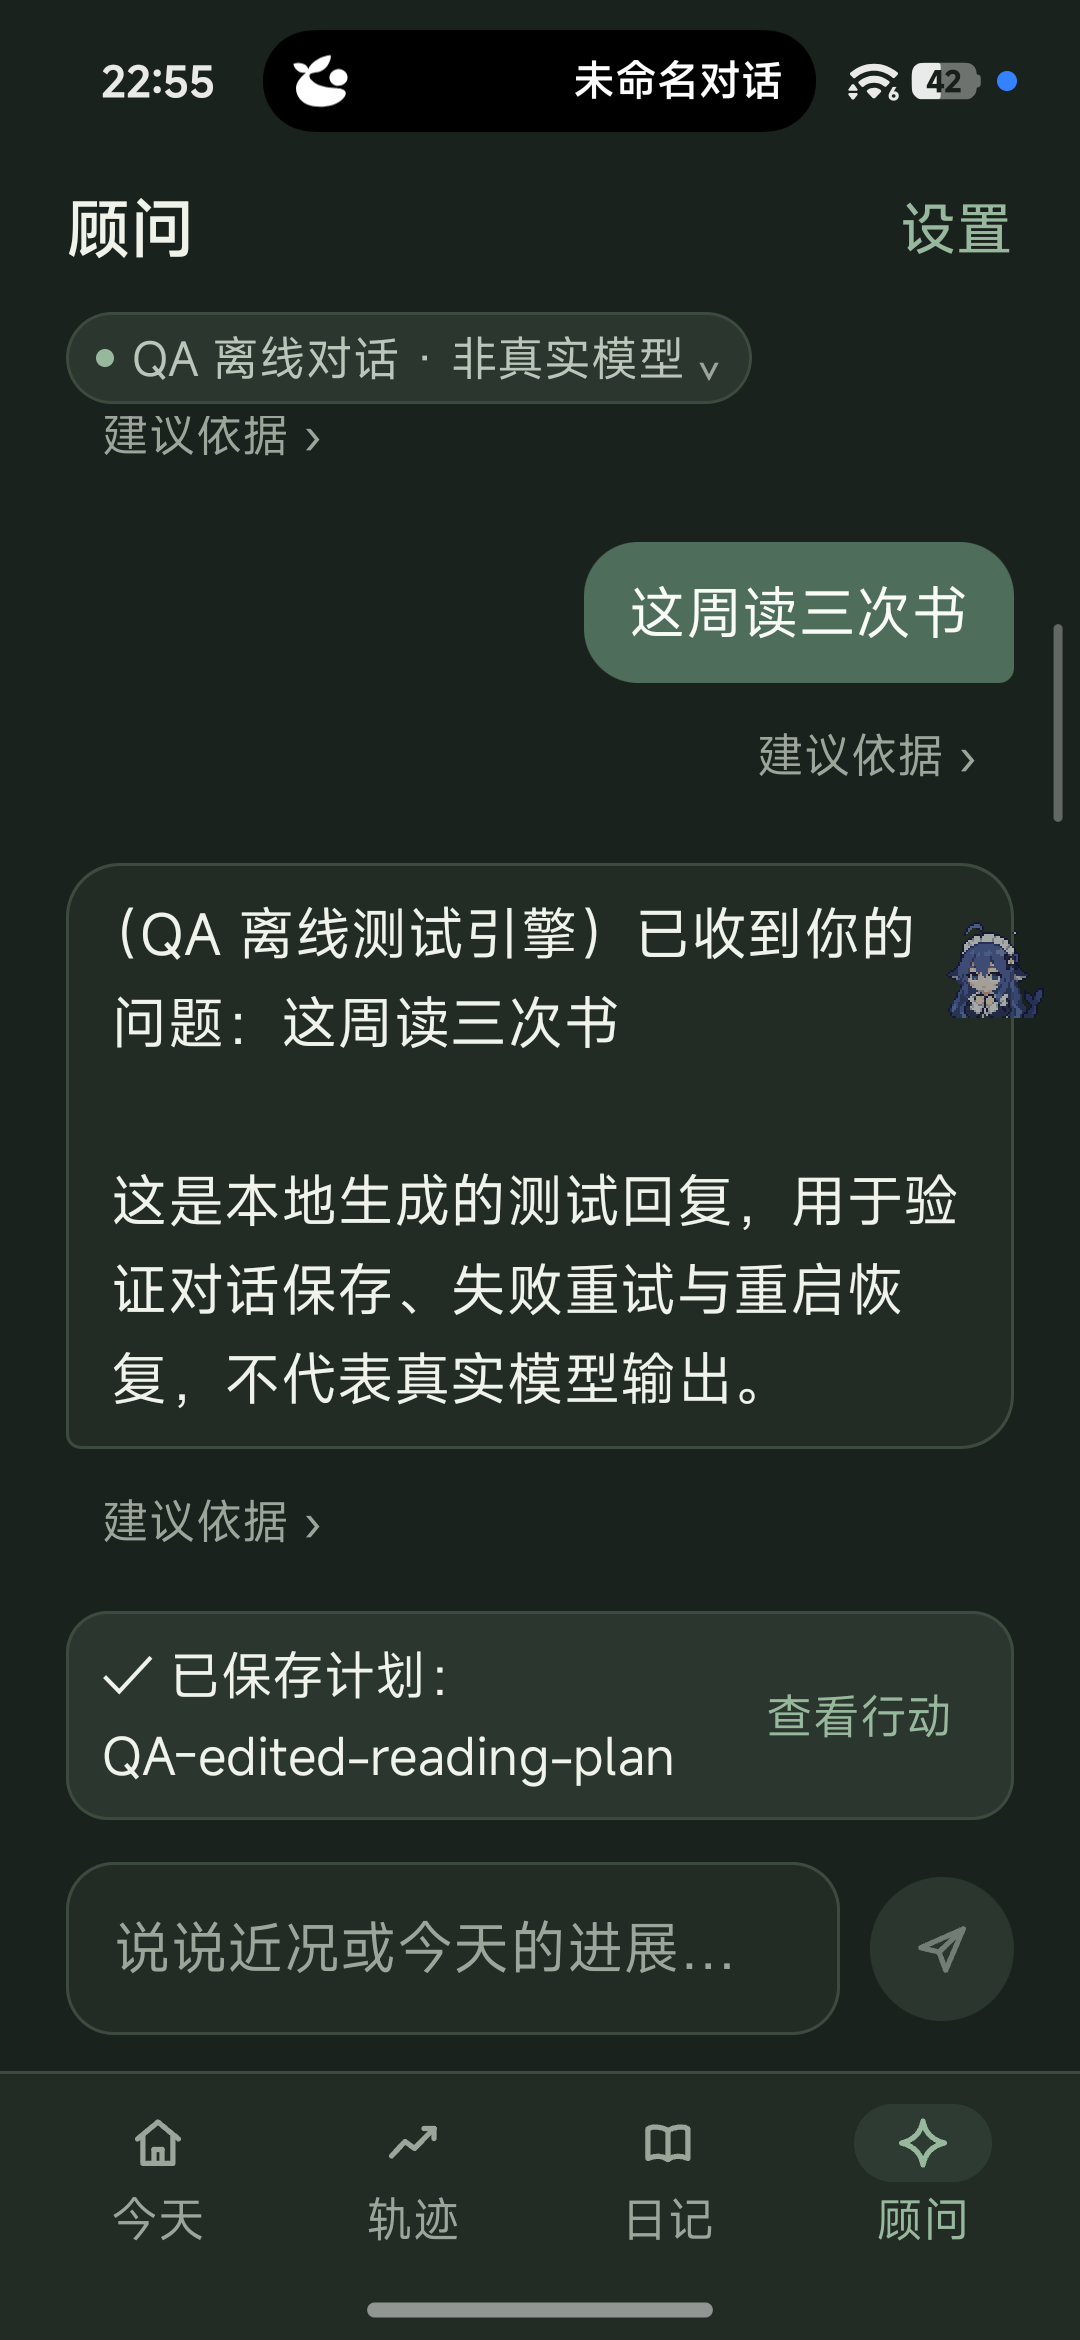 22:55
未命名对话
6
42
顾问
设置
QA 离线对话 · 非真实模型
建议依据 ›
这周读三次书
建议依据 ›
（QA 离线测试引擎）已收到你的
问题：这周读三次书
这是本地生成的测试回复，用于验
证对话保存、失败重试与重启恢
复，不代表真实模型输出。
建议依据 ›
✓ 已保存计划：
QA-edited-reading-plan
查看行动
说说近况或今天的进展...
今天
轨迹
日记
顾问